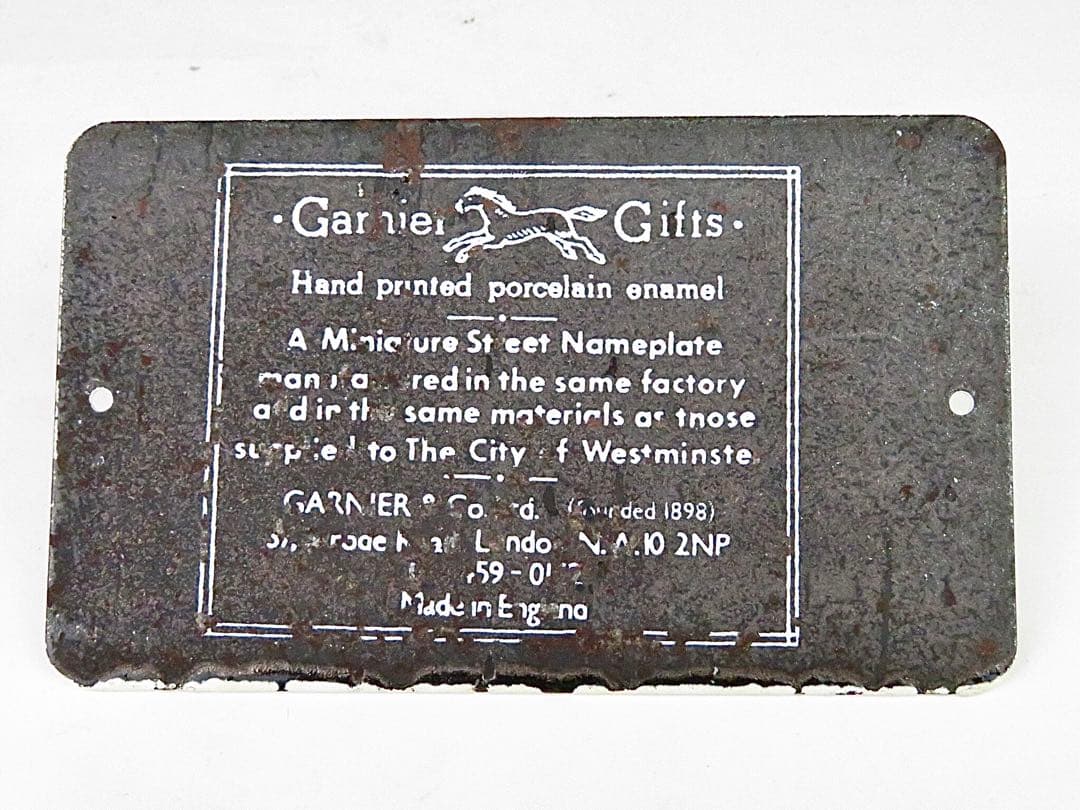 · Garnier Gifts ·
Hand printed porcelain enamel
A Miniature Street Nameplate
manufactured in the same factory
and in the same materials as those
supplied to The City of Westminster
GARNIER & Co. Ltd. (founded 1898)
London N.W.10 2NP
Made in England